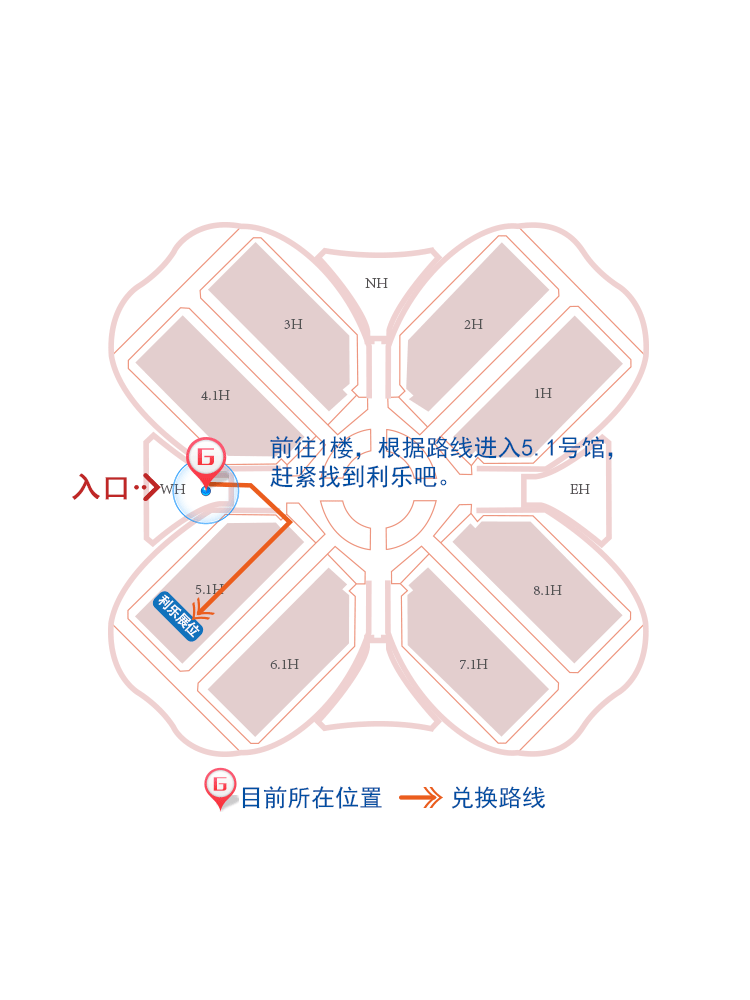 NH
3H
2H
4.1H
1H
前往1楼，根据路线进入5.1号馆，
赶紧找到利乐吧。
G
入口
WH
EH
5.1H
利乐展位
8.1H
6.1H
7.1H
G
目前所在位置
兑换路线